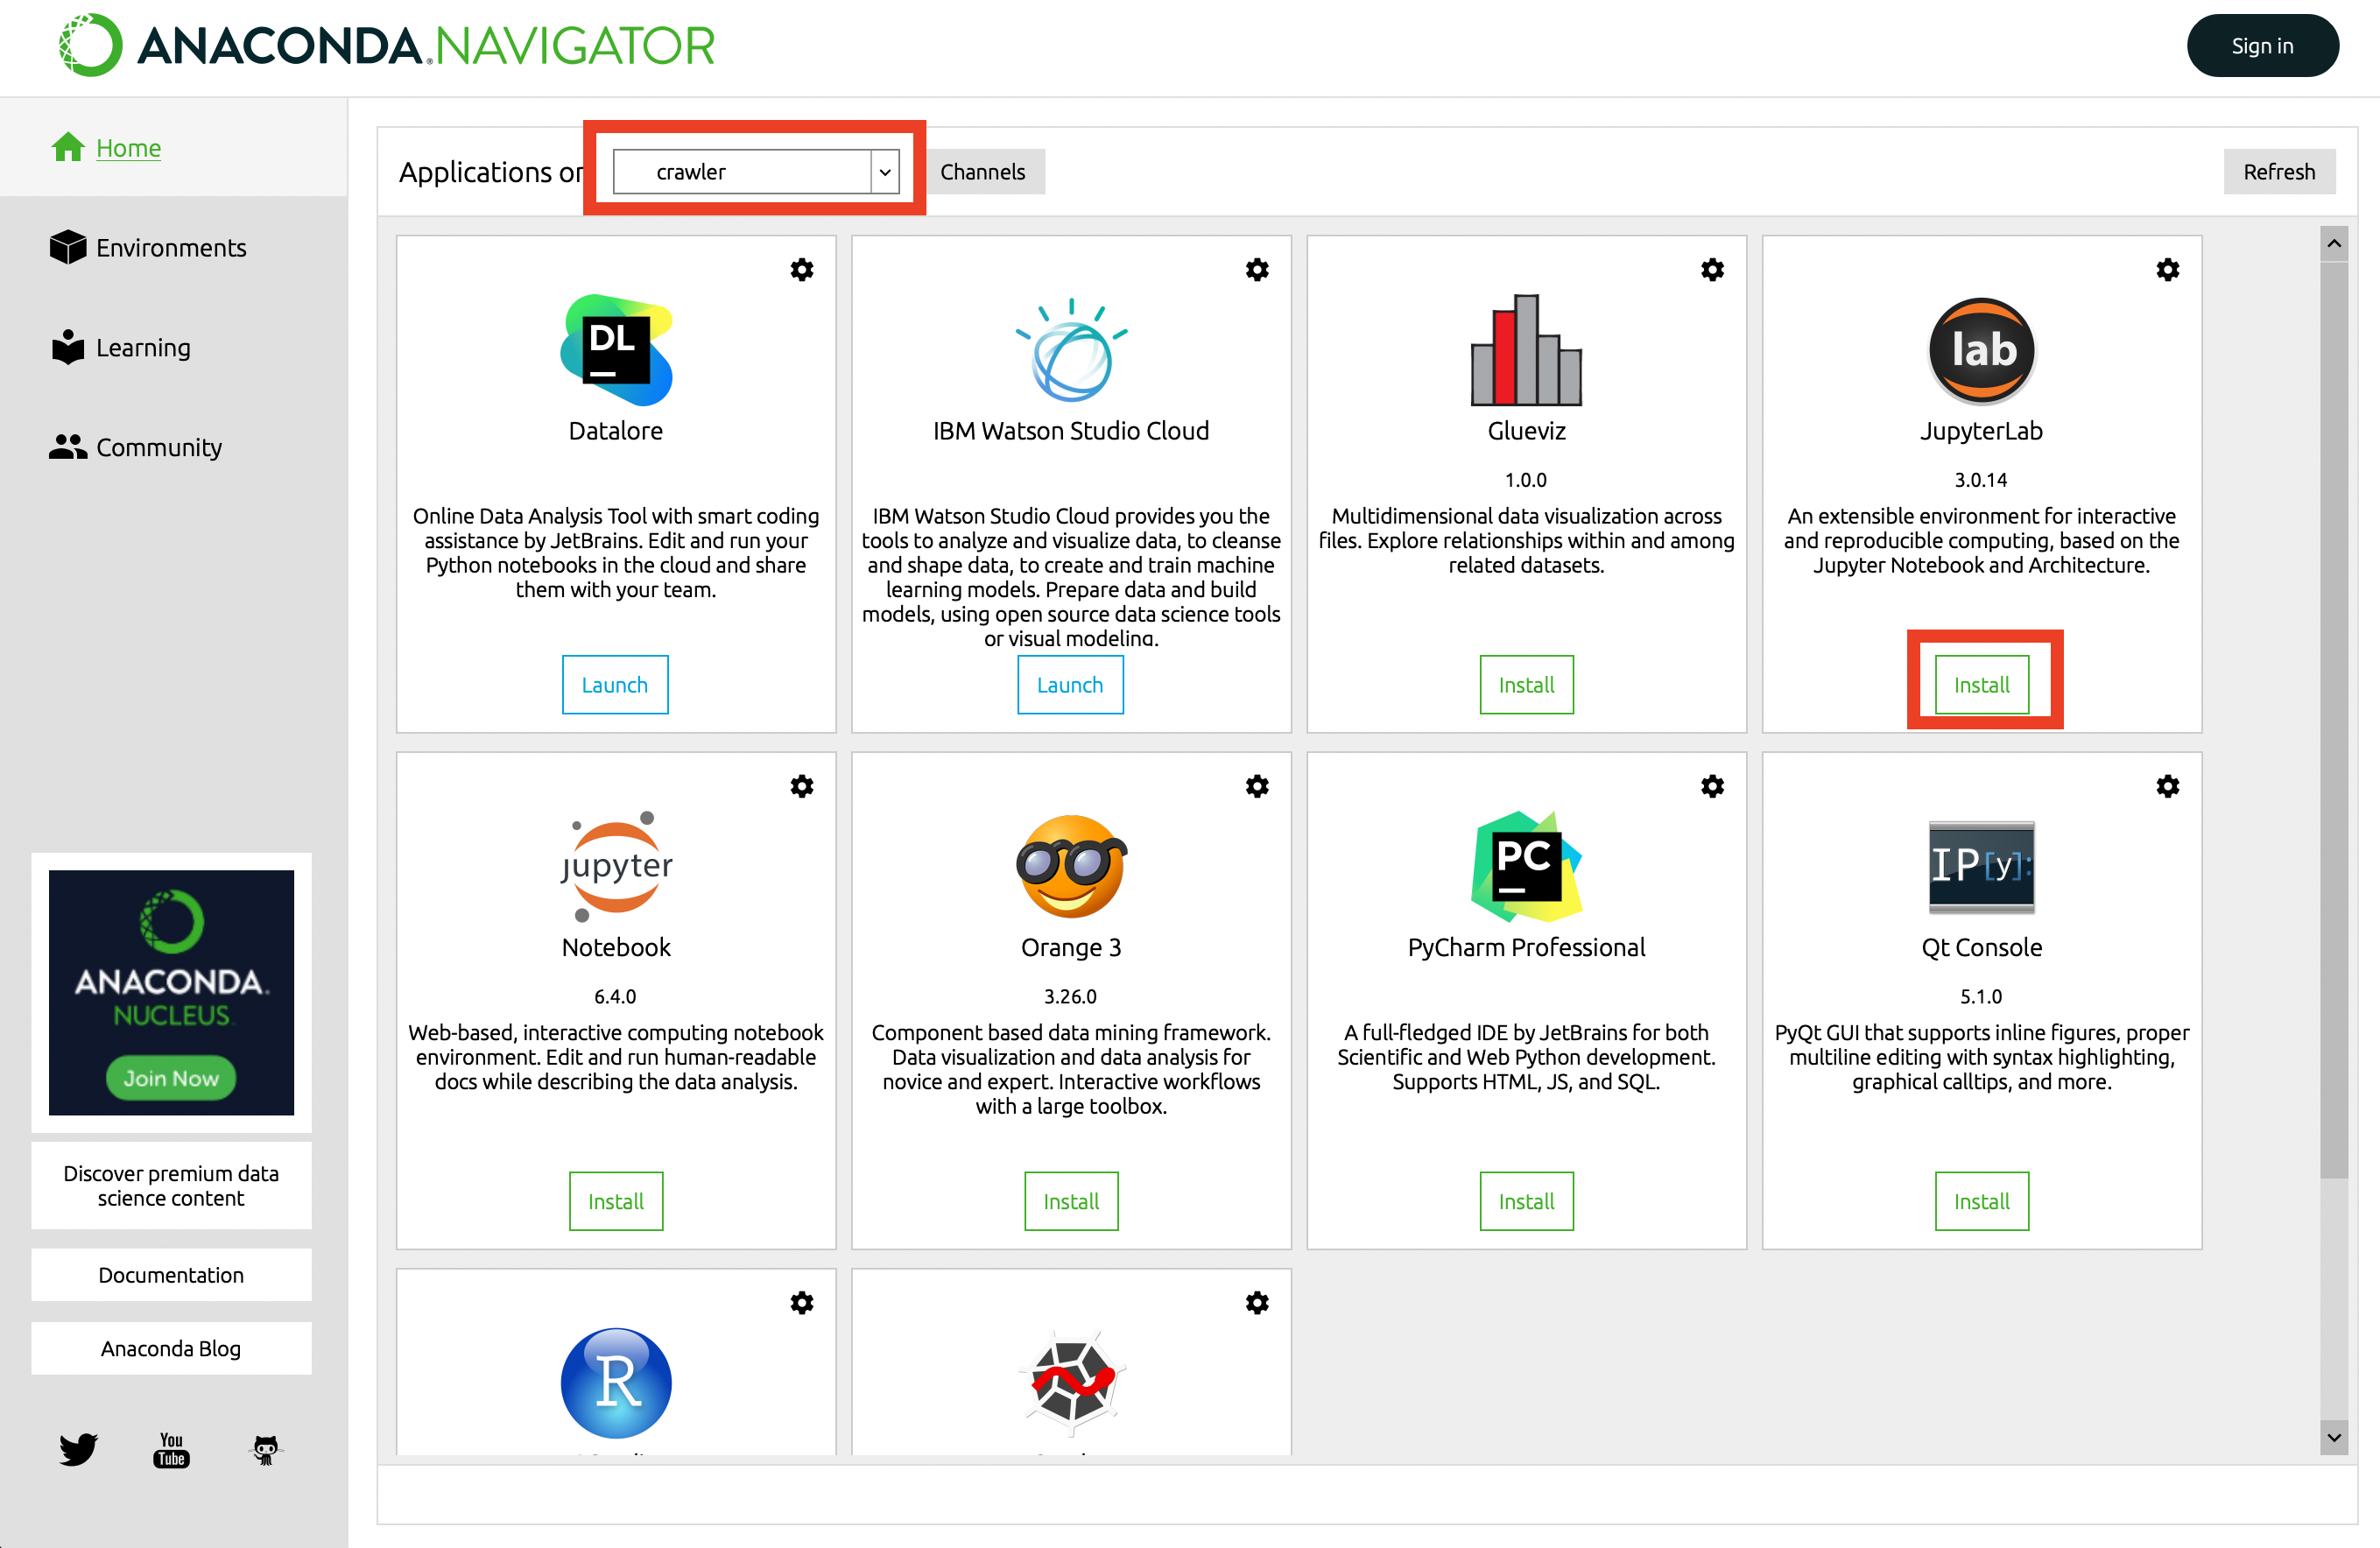 ANACONDA.NAVIGATOR
Sign in
Home
Applications on
crawler
Channels
Refresh
Environments
Learning
Community
DL
Datalore
Online Data Analysis Tool with smart coding
assistance by JetBrains. Edit and run your
Python notebooks in the cloud and share
them with your team.
Launch
IBM Watson Studio Cloud
IBM Watson Studio Cloud provides you the
tools to analyze and visualize data, to cleanse
and shape data, to create and train machine
learning models. Prepare data and build
models, using open source data science tools
or visual modeling.
Launch
Glueviz
1.0.0
Multidimensional data visualization across
files. Explore relationships within and among
related datasets.
Install
lab
JupyterLab
3.0.14
An extensible environment for interactive
and reproducible computing, based on the
Jupyter Notebook and Architecture.
Install
jupyter
Notebook
6.4.0
Web-based, interactive computing notebook
environment. Edit and run human-readable
docs while describing the data analysis.
Install
Orange 3
3.26.0
Component based data mining framework.
Data visualization and data analysis for
novice and expert. Interactive workflows
with a large toolbox.
Install
PC
PyCharm Professional
A full-fledged IDE by JetBrains for both
Scientific and Web Python development.
Supports HTML, JS, and SQL.
Install
IP[y]:
Qt Console
5.1.0
PyQt GUI that supports inline figures, proper
multiline editing with syntax highlighting,
graphical calltips, and more.
Install
R
ANACONDA.
NUCLEUS
Join Now
Discover premium data
science content
Documentation
Anaconda Blog
You
Tube